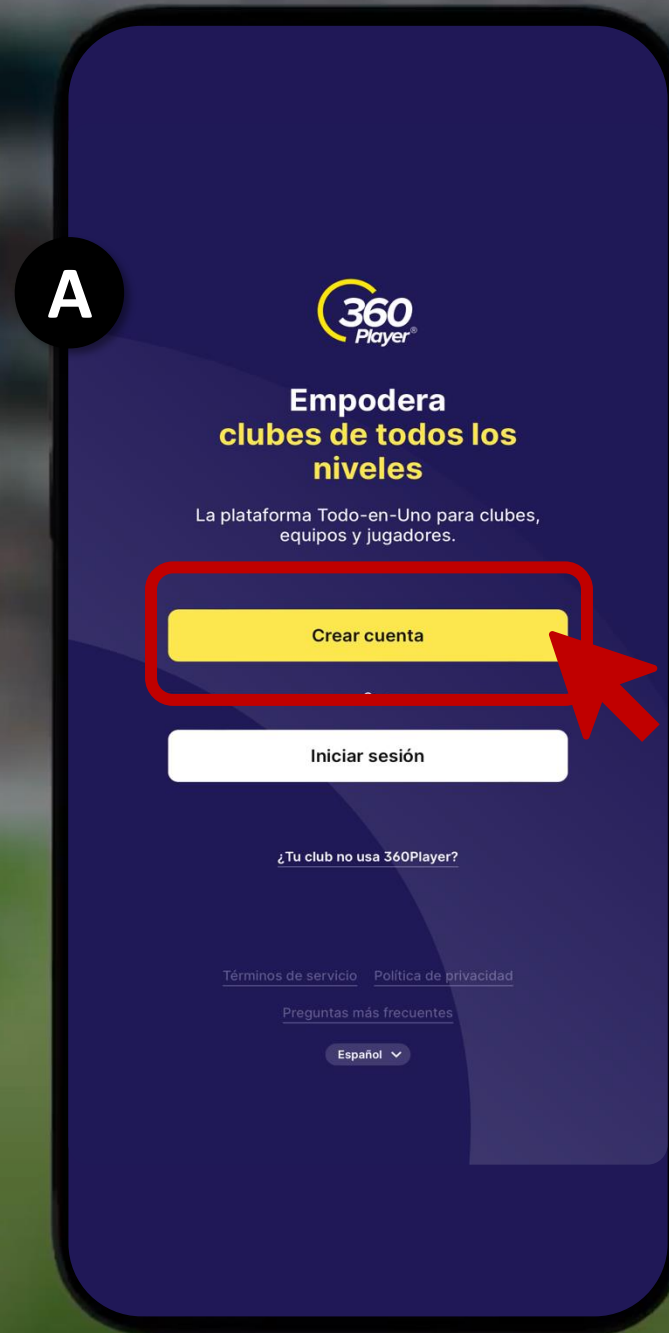 A
360
Player®
Empodera
clubes de todos los
niveles
La plataforma Todo-en-Uno para clubes,
equipos y jugadores.
Crear cuenta
Iniciar sesión
¿Tu club no usa 360Player?
Términos de servicio Política de privacidad
Preguntas más frecuentes
Español